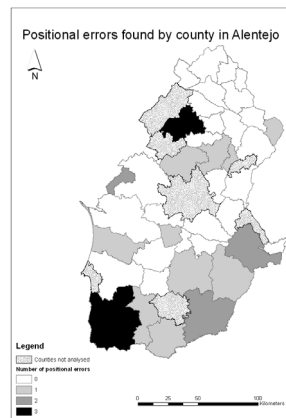 Positional errors found by county in Alentejo
N
Legend
Counties not analysed
Number of positional errors
0
1
2
3
0 25 50 100
Kilometers